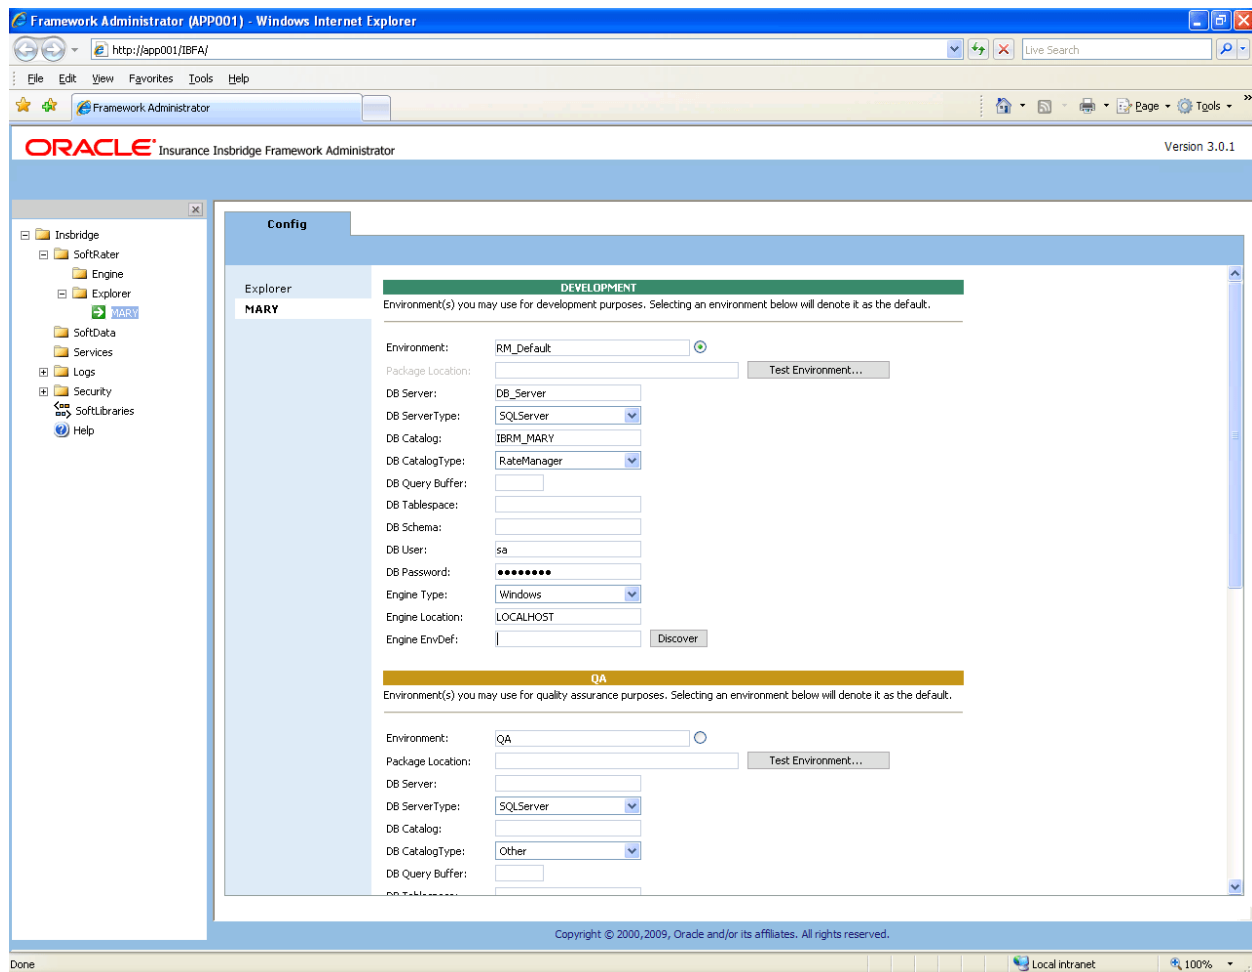 Framework Administrator (APP001) - Windows Internet Explorer
http://app001/IBFA/
Live Search
File Edit View Favorites Tools Help
Framework Administrator
Page Tools
ORACLE Insurance Insbridge Framework Administrator
Version 3.0.1
Insbridge
SoftRater
Engine
Explorer
MARY
SoftData
Services
Logs
Security
SoftLibraries
Help
Config
Explorer
MARY
DEVELOPMENT
Environment(s) you may use for development purposes. Selecting an environment below will denote it as the default.
Environment: RM_Default
Package Location: Test Environment...
DB Server: DB_Server
DB ServerType: SQLServer
DB Catalog: IBRM_MARY
DB CatalogType: RateManager
DB Query Buffer:
DB Tablespace:
DB Schema:
DB User: sa
DB Password: ••••••••
Engine Type: Windows
Engine Location: LOCALHOST
Engine EnvDef: Discover
QA
Environment(s) you may use for quality assurance purposes. Selecting an environment below will denote it as the default.
Environment: QA
Package Location: Test Environment...
DB Server:
DB ServerType: SQLServer
DB Catalog:
DB CatalogType: Other
DB Query Buffer:
DB Tablespace:
Copyright © 2000,2009, Oracle and/or its affiliates. All rights reserved.
Done
Local intranet
100%